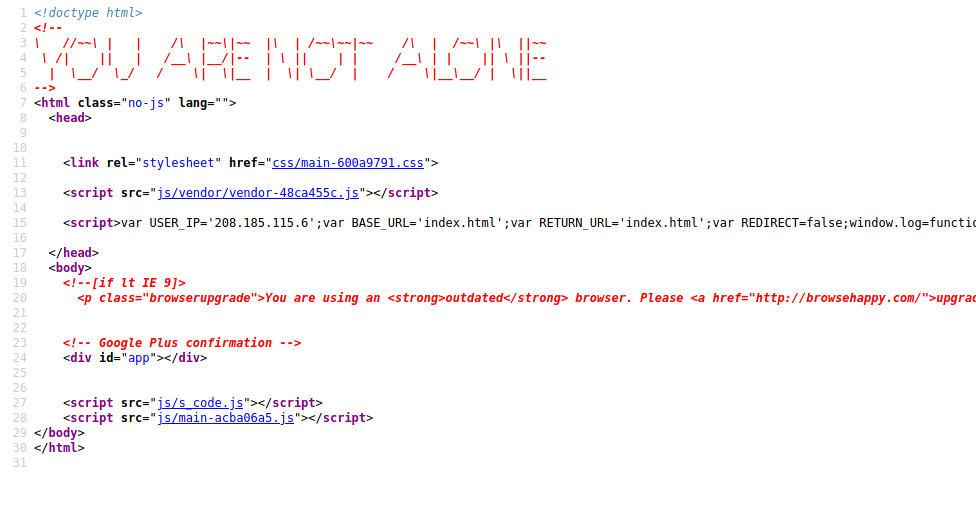 1 <!doctype html>
2 <!--
3 \   //~~\ |   |    /\  |~~\|~~  |\  | /~~\~~|~~    /\  |  /~~\ |\  ||~~
4  \ /|    ||   |   /__\ |__/|--  | \ ||    | |     /__\ | |    || \ ||--
5   |  \__/  \_/   /    \|  \|__  |  \| \__/  |    /    \|__\__/ |  \||__
6 -->
7 <html class="no-js" lang="">
8   <head>
9
10
11     <link rel="stylesheet" href="css/main-600a9791.css">
12
13     <script src="js/vendor/vendor-48ca455c.js"></script>
14
15     <script>var USER_IP='208.185.115.6';var BASE_URL='index.html';var RETURN_URL='index.html';var REDIRECT=false;window.log=functio
16
17   </head>
18   <body>
19     <!--[if lt IE 9]>
20       <p class="browserupgrade">You are using an <strong>outdated</strong> browser. Please <a href="http://browsehappy.com/">upgrad
21
22
23     <!-- Google Plus confirmation -->
24     <div id="app"></div>
25
26
27     <script src="js/s_code.js"></script>
28     <script src="js/main-acba06a5.js"></script>
29 </body>
30 </html>
31